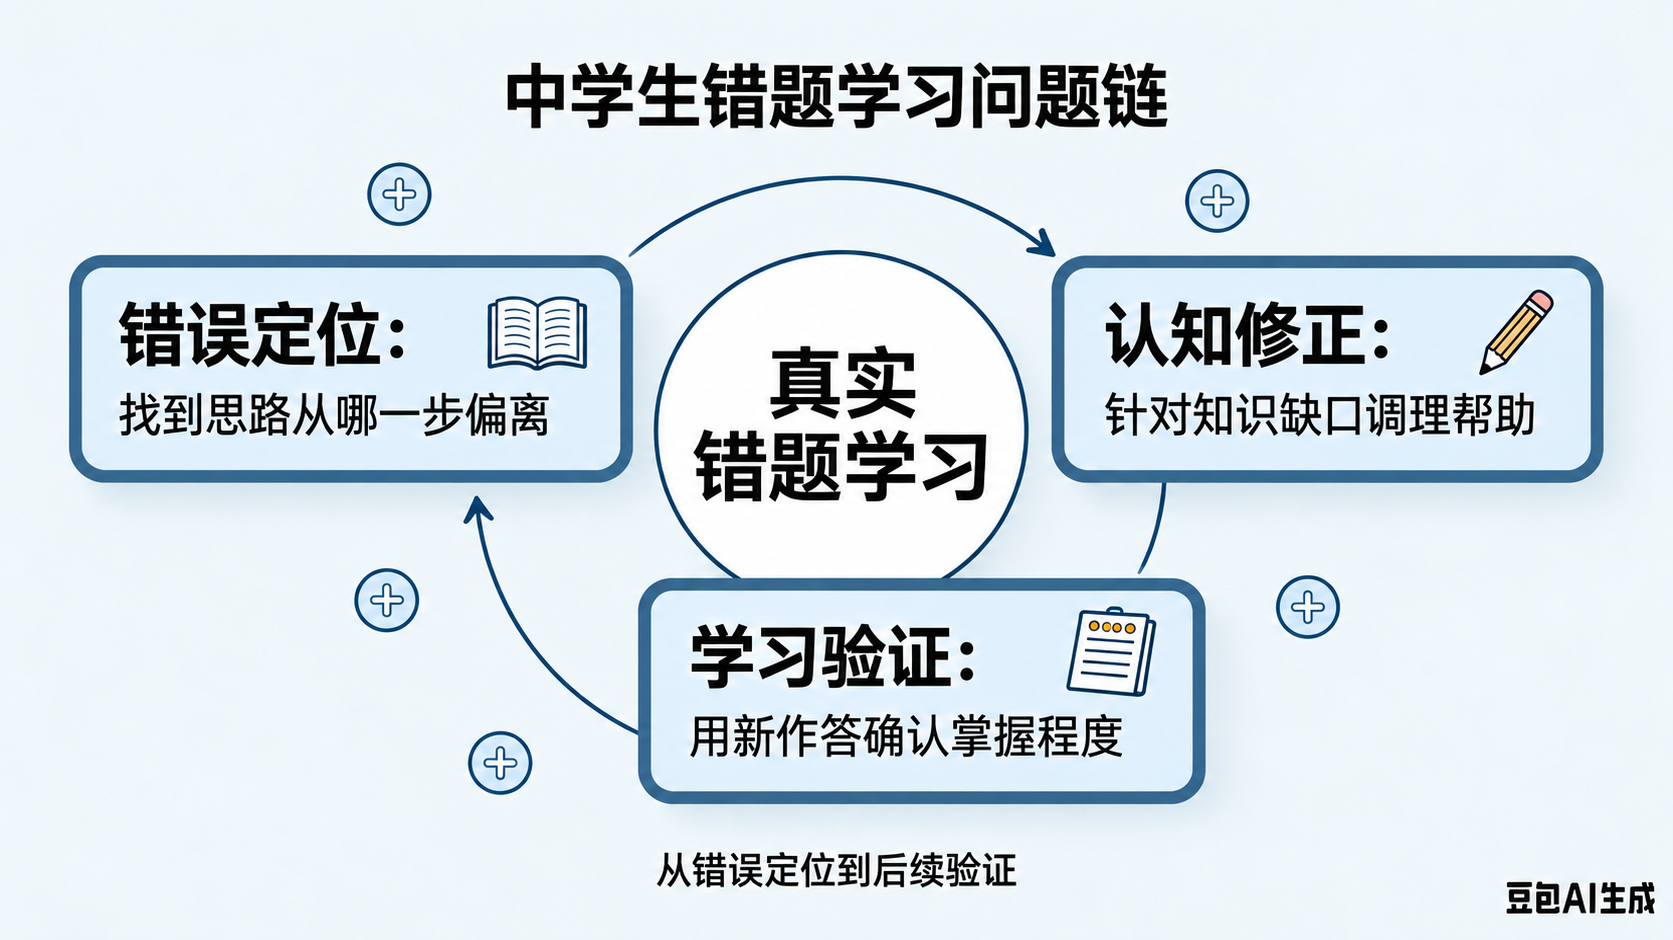 中学生错题学习问题链
错误定位：
找到思路从哪一步偏离
认知修正：
针对知识缺口调理帮助
真实
错题学习
学习验证：
用新作答确认掌握程度
从错误定位到后续验证
豆包AI生成